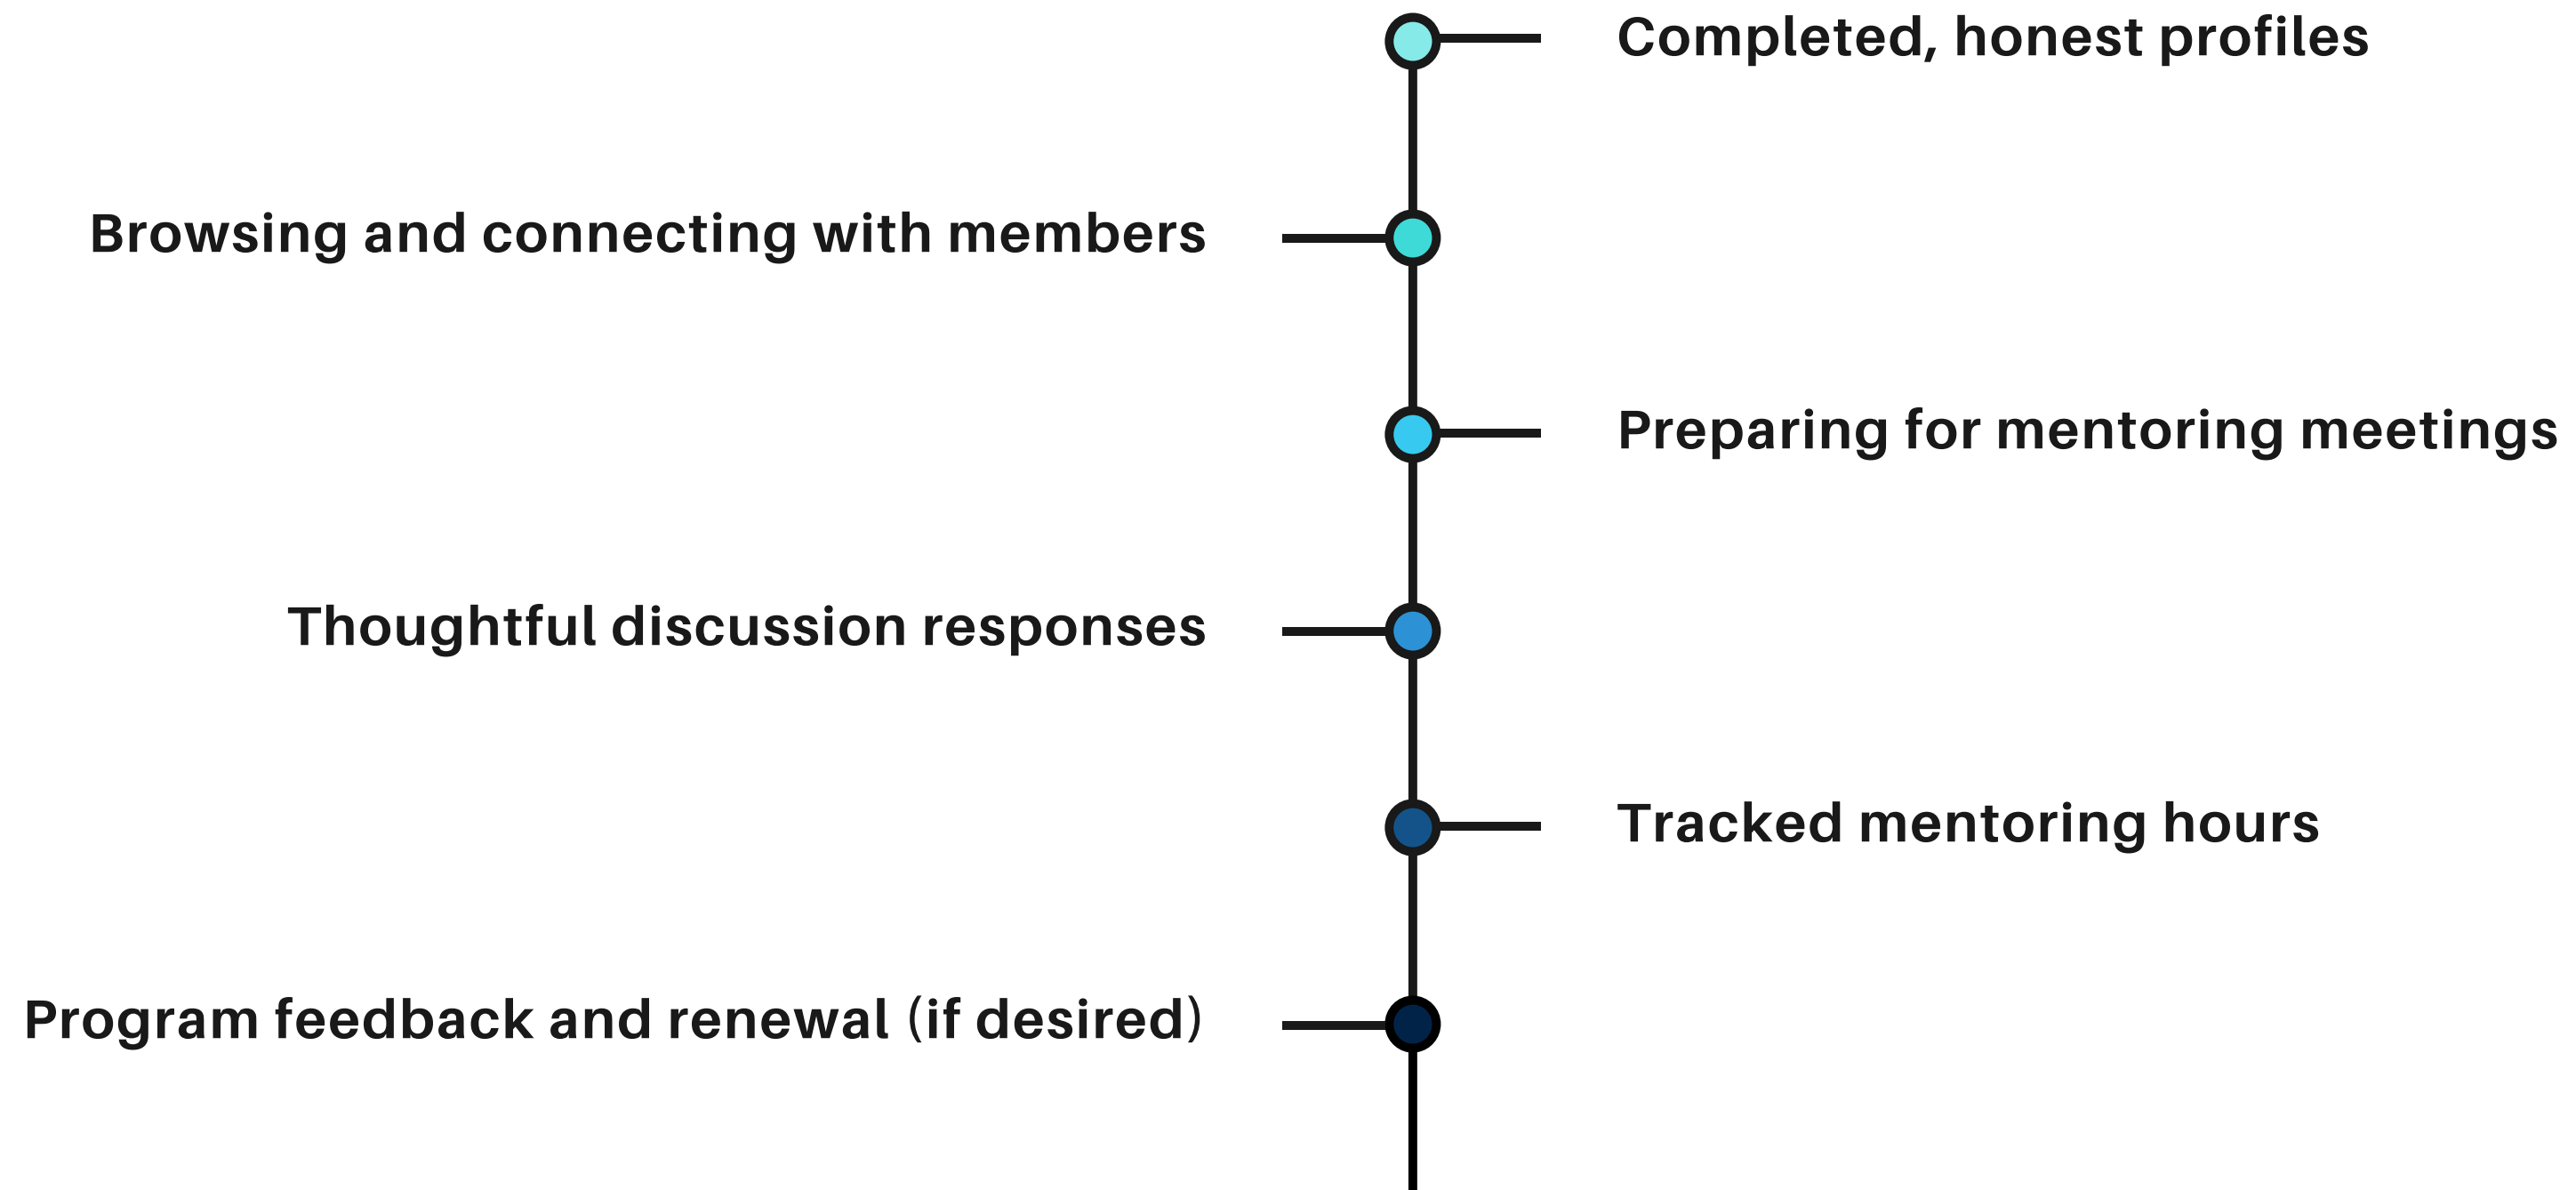 Completed, honest profiles
Browsing and connecting with members
Preparing for mentoring meetings
Thoughtful discussion responses
Tracked mentoring hours
Program feedback and renewal (if desired)